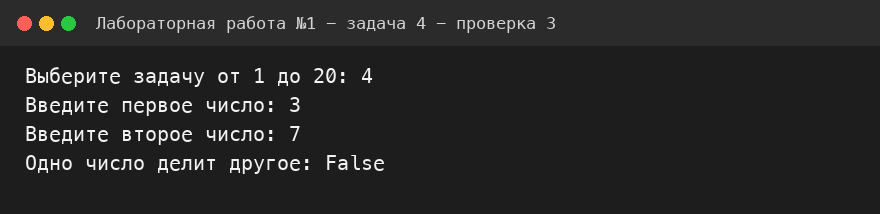 Лабораторная работа №1 — задача 4 — проверка 3
Выберите задачу от 1 до 20: 4
Введите первое число: 3
Введите второе число: 7
Одно число делит другое: False